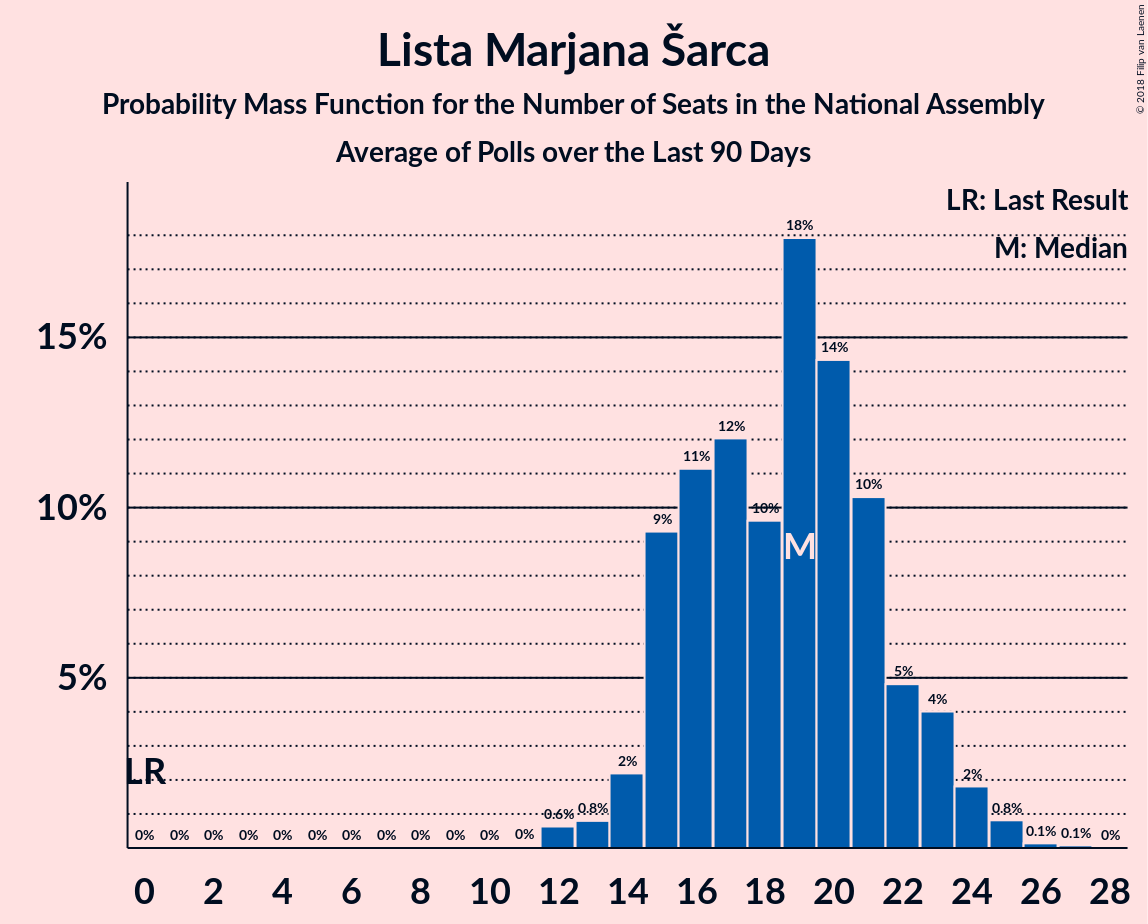 Lista Marjana Šarca
Probability Mass Function for the Number of Seats in the National Assembly
Average of Polls over the Last 90 Days
© 2018 Filip van Laenen
LR: Last Result
M: Median
18%
15%
14%
12%
11%
10%
10%
10%
9%
M
5%
5%
4%
2%
2%
LR
0.6%
0.8%
0.8%
0% 0% 0% 0% 0% 0% 0% 0% 0% 0% 0% 0% 0.1% 0.1% 0%
0 2 4 6 8 10 12 14 16 18 20 22 24 26 28